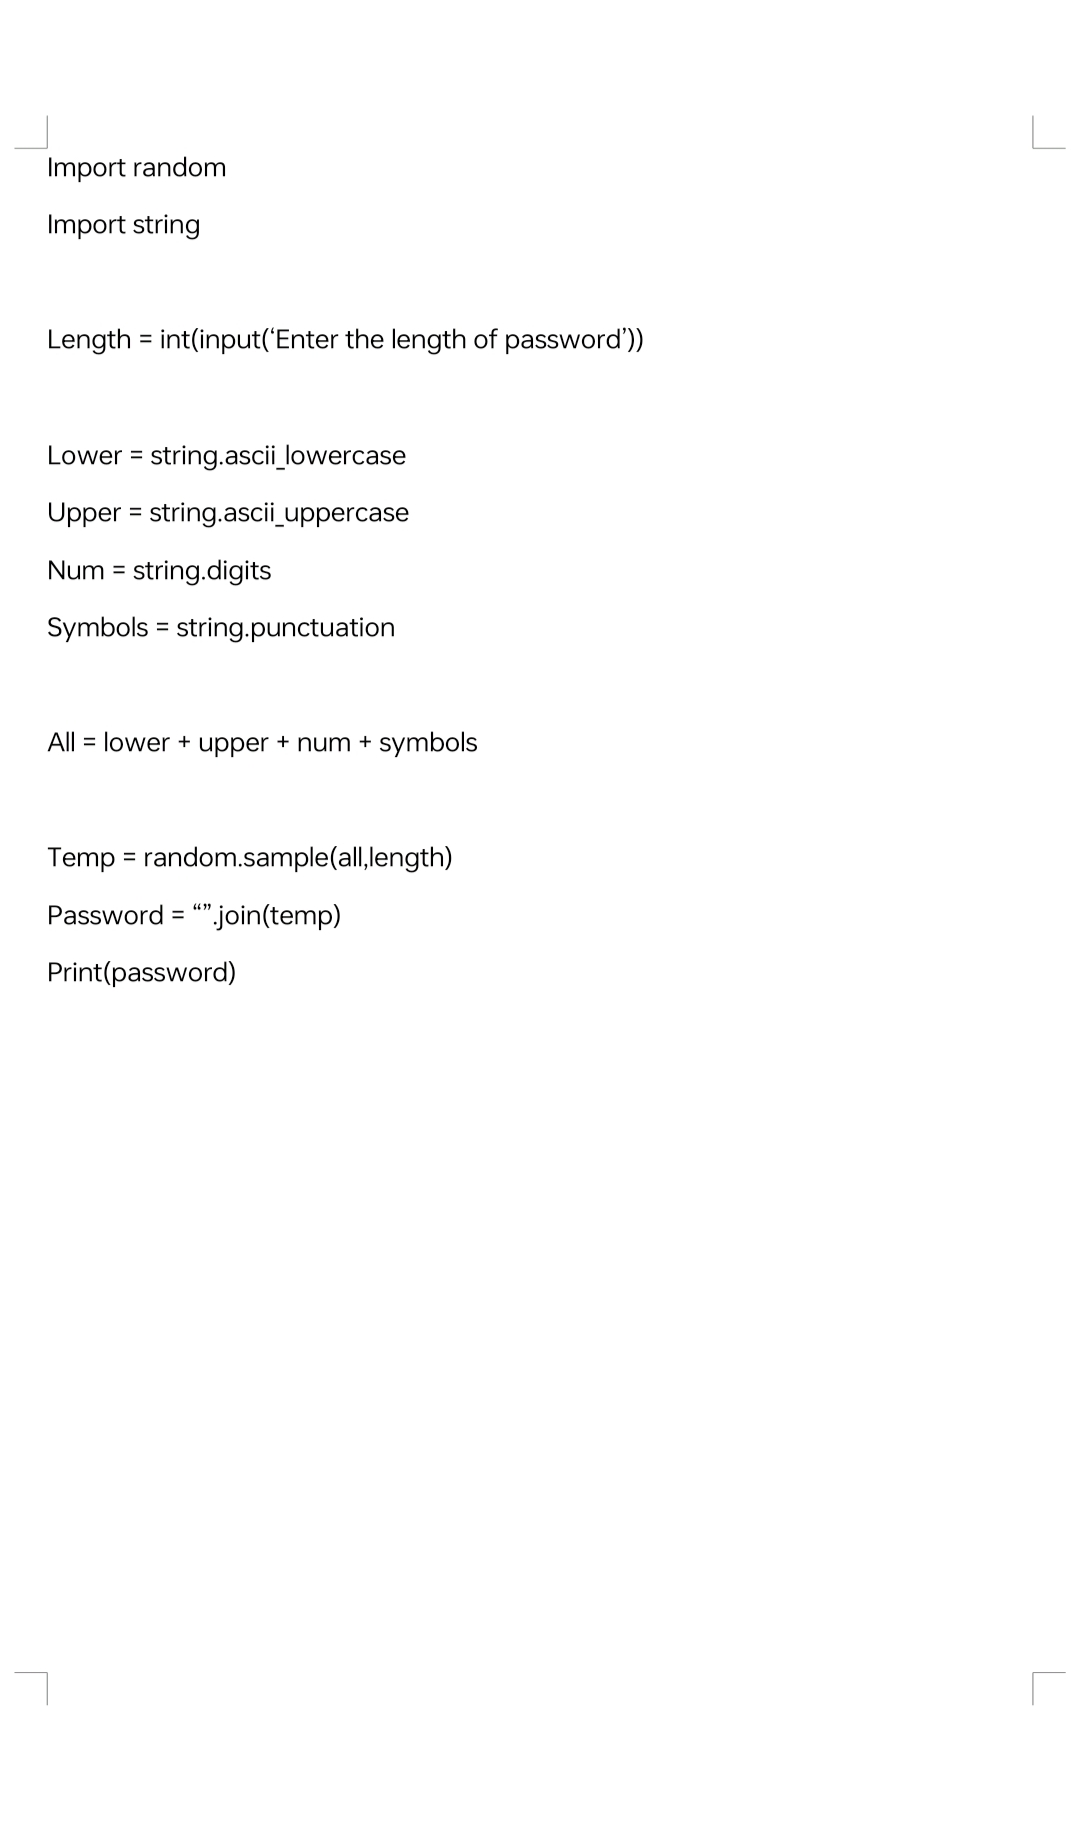 Import random
Import string
Length = int(input(‘Enter the length of password’))
Lower = string.ascii_lowercase
Upper = string.ascii_uppercase
Num = string.digits
Symbols = string.punctuation
All = lower + upper + num + symbols
Temp = random.sample(all,length)
Password = “”.join(temp)
Print(password)